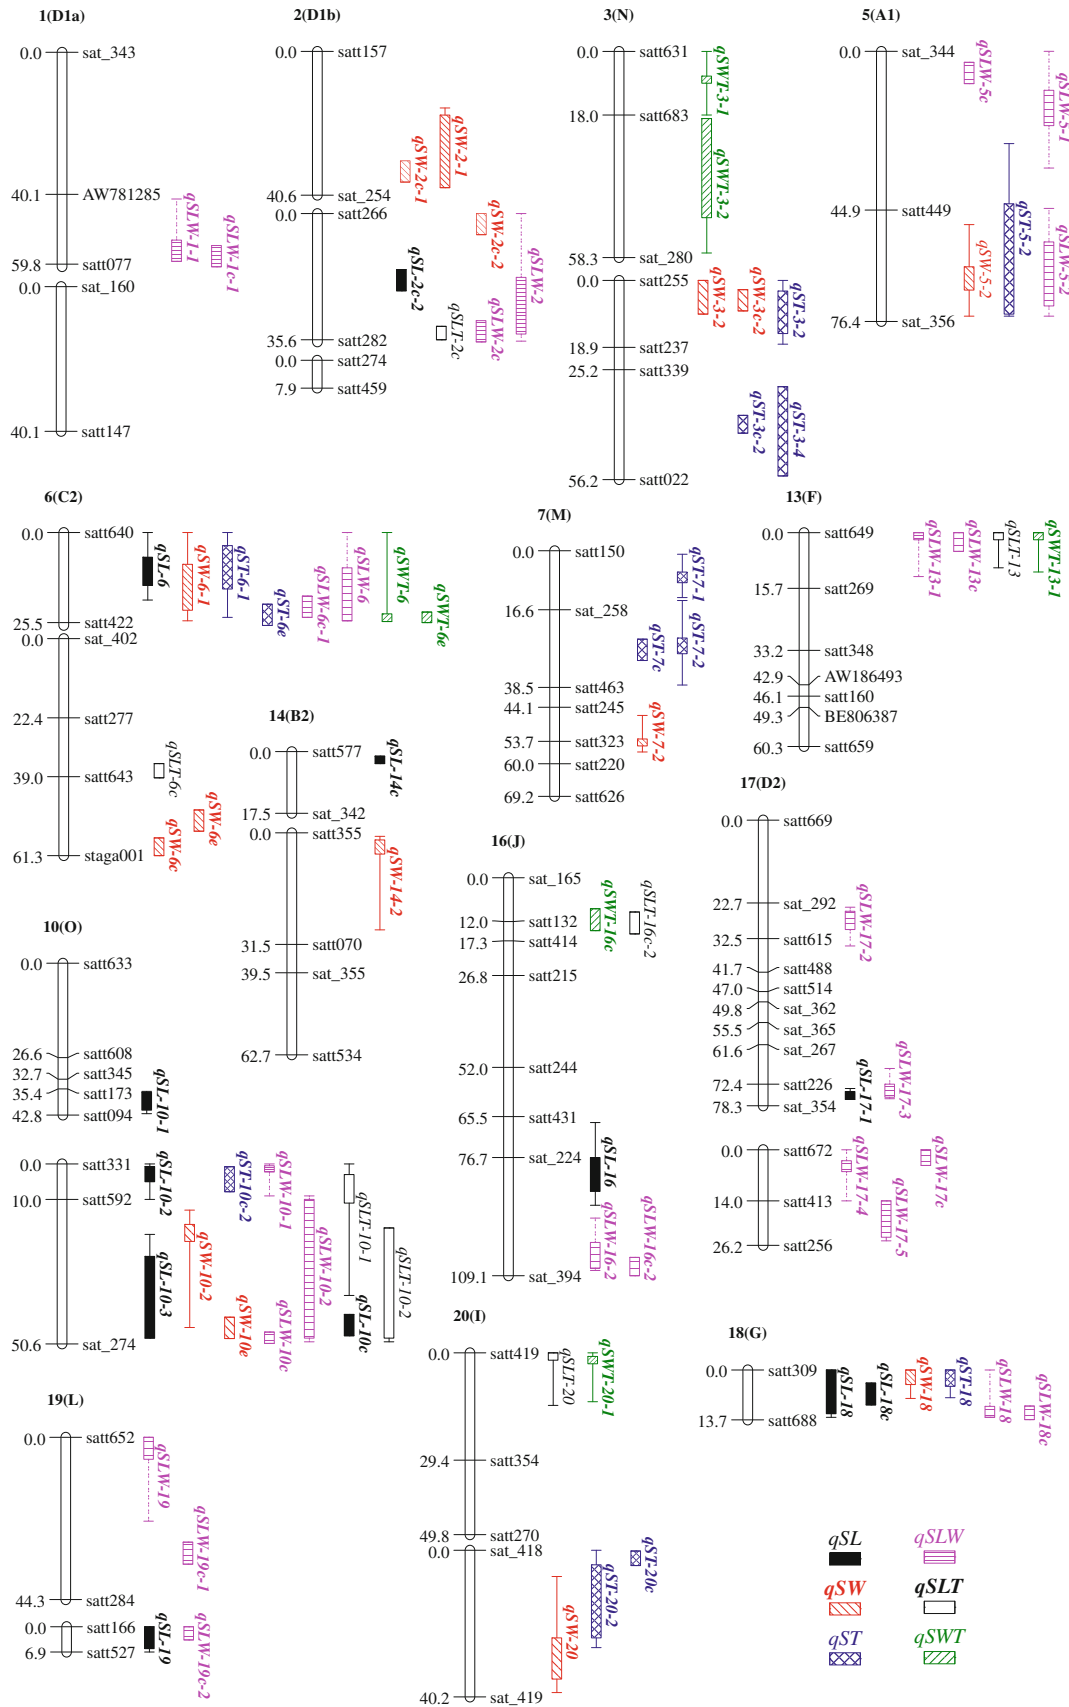 1(D1a)
0.0 sat_343
40.1 AW781285
59.8 satt077
0.0 sat_160
40.1 satt147
qSLW-1-1
qSLW-1c-1
2(D1b)
0.0 satt157
40.6 sat_254
0.0 satt266
35.6 satt282
0.0 satt274
7.9 satt459
qSW-2c-1
qSW-2-1
qSW-2c-2
qSL-2c-2
qSLT-2c
qSLW-2c
qSLW-2
3(N)
0.0 satt631
18.0 satt683
58.3 sat_280
0.0 satt255
18.9 satt237
25.2 satt339
56.2 satt022
qSWT-3-1
qSWT-3-2
qSW-3-2
qSW-3c-2
qST-3-2
qST-3c-2
qST-3-4
5(A1)
0.0 sat_344
44.9 satt449
76.4 sat_356
qSLW-5c
qSLW-5-1
qST-5-2
qSW-5-2
qSLW-5-2
6(C2)
0.0 satt640
25.5 satt422
0.0 sat_402
22.4 satt277
39.0 satt643
61.3 staga001
qSL-6
qSW-6-1
qST-6-1
qST-6e
qSLW-6c-1
qSLW-6
qSWT-6
qSWT-6e
qSLT-6c
qSW-6c
qSW-6e
7(M)
0.0 satt150
16.6 sat_258
38.5 satt463
44.1 satt245
53.7 satt323
60.0 satt220
69.2 satt626
qST-7-1
qST-7c
qST-7-2
qSW-7-2
13(F)
0.0 satt649
15.7 satt269
33.2 satt348
42.9 AW186493
46.1 satt160
49.3 BE806387
60.3 satt659
qSLW-13-1
qSLW-13c
qSLT-13
qSWT-13-1
14(B2)
0.0 satt577
17.5 sat_342
0.0 satt355
31.5 satt070
39.5 sat_355
62.7 satt534
qSL-14c
qSW-14-2
10(O)
0.0 satt633
26.6 satt608
32.7 satt345
35.4 satt173
42.8 satt094
0.0 satt331
10.0 satt592
50.6 sat_274
qSL-10-1
qSL-10-2
qSL-10-3
qSW-10-2
qST-10c-2
qSW-10e
qSLW-10-1
qSLW-10c
qSLW-10-2
qSLT-10-1
qSL-10c
qSLT-10-2
16(J)
0.0 sat_165
12.0 satt132
17.3 satt414
26.8 satt215
52.0 satt244
65.5 satt431
76.7 sat_224
109.1 sat_394
qSWT-16c
qSLT-16c-2
qSL-16
qSLW-16-2
qSLW-16c-2
17(D2)
0.0 satt669
22.7 sat_292
32.5 satt615
41.7 satt488
47.0 satt514
49.8 sat_362
55.5 sat_365
61.6 sat_267
72.4 satt226
78.3 sat_354
0.0 satt672
14.0 satt413
26.2 satt256
qSLW-17-2
qSL-17-1
qSLW-17-3
qSLW-17-4
qSLW-17-5
qSLW-17c
20(I)
0.0 satt419
29.4 satt354
49.8 satt270
0.0 sat_418
40.2 sat_419
qSLT-20
qSWT-20-1
qSW-20
qST-20-2
qST-20c
18(G)
0.0 satt309
13.7 satt688
qSL-18
qSL-18c
qSW-18
qST-18
qSLW-18
qSLW-18c
19(L)
0.0 satt652
44.3 satt284
0.0 satt166
6.9 satt527
qSLW-19
qSLW-19c-1
qSL-19
qSLW-19c-2
qSL qSLW
qSW qSLT
qST qSWT